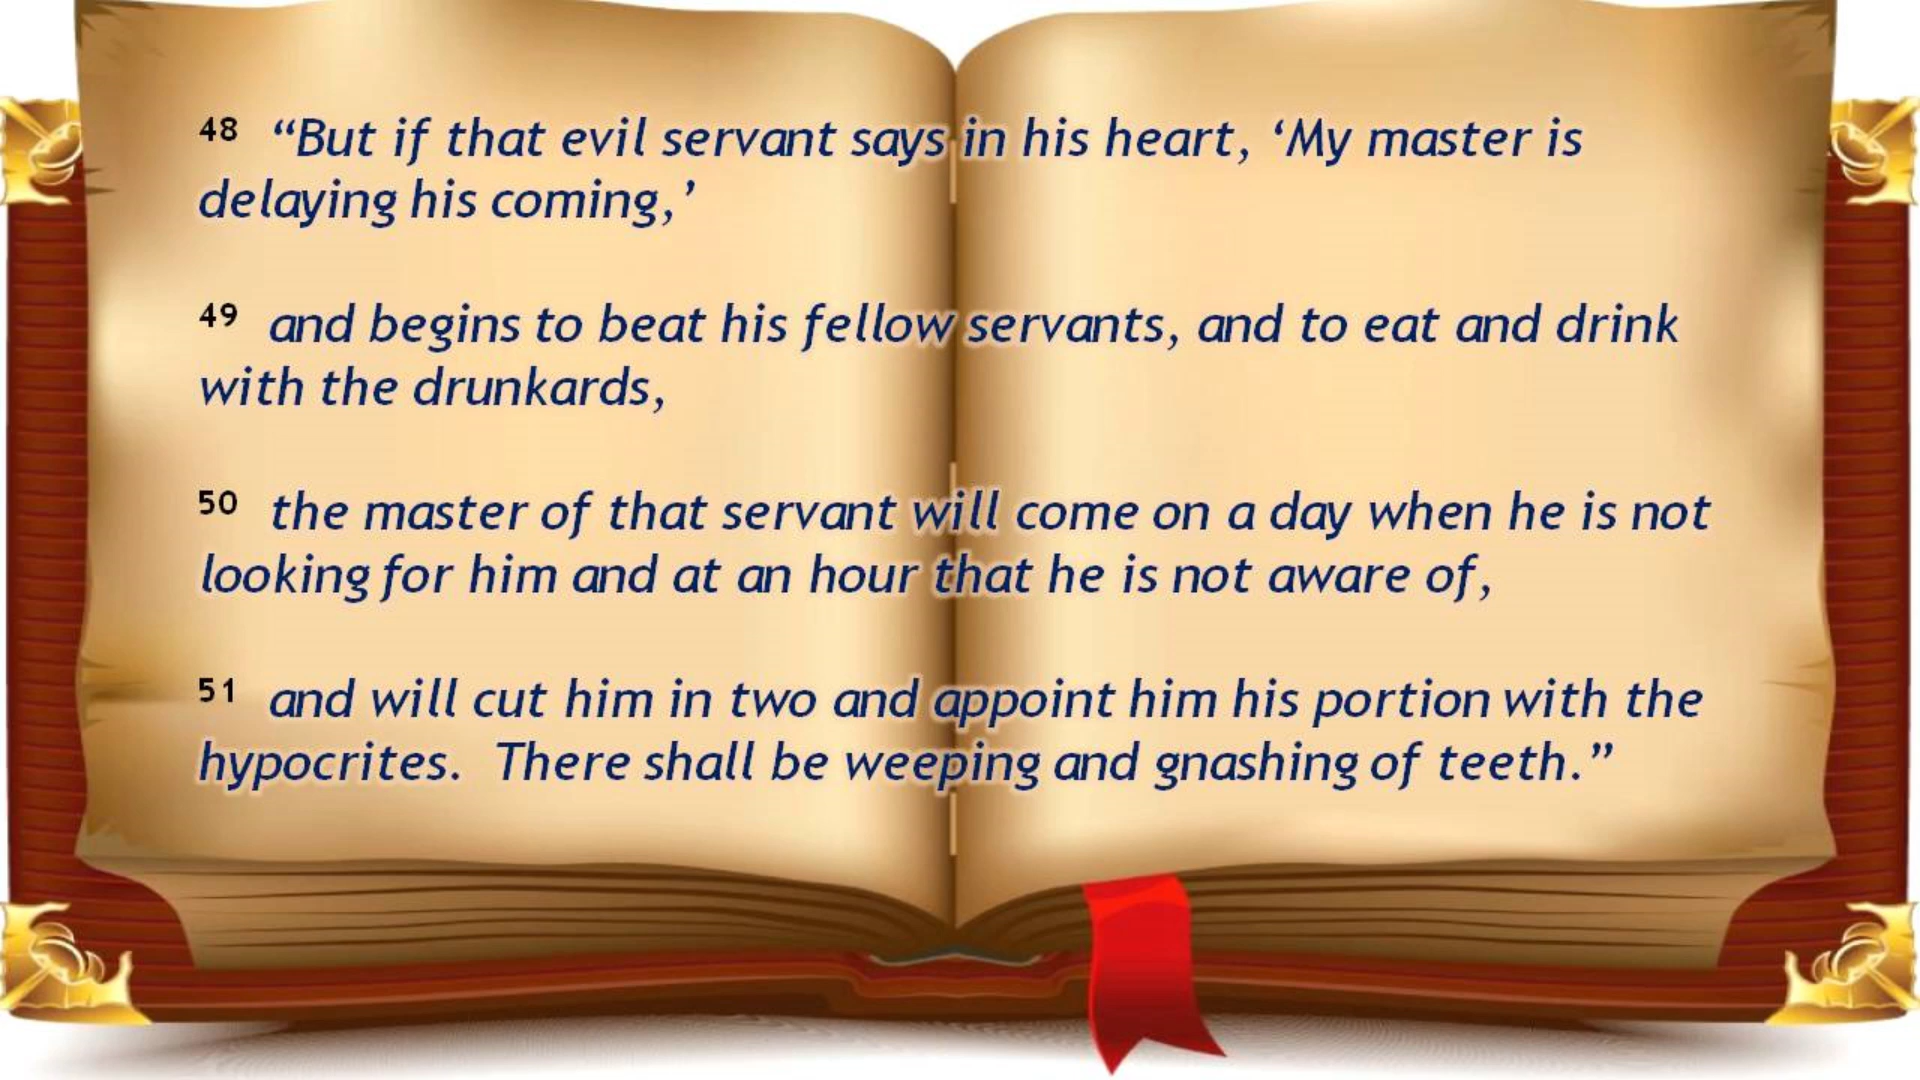 48 “But if that evil servant says in his heart, ‘My master is
delaying his coming,’
49 and begins to beat his fellow servants, and to eat and drink
with the drunkards,
50 the master of that servant will come on a day when he is not
looking for him and at an hour that he is not aware of,
51 and will cut him in two and appoint him his portion with the
hypocrites. There shall be weeping and gnashing of teeth.”